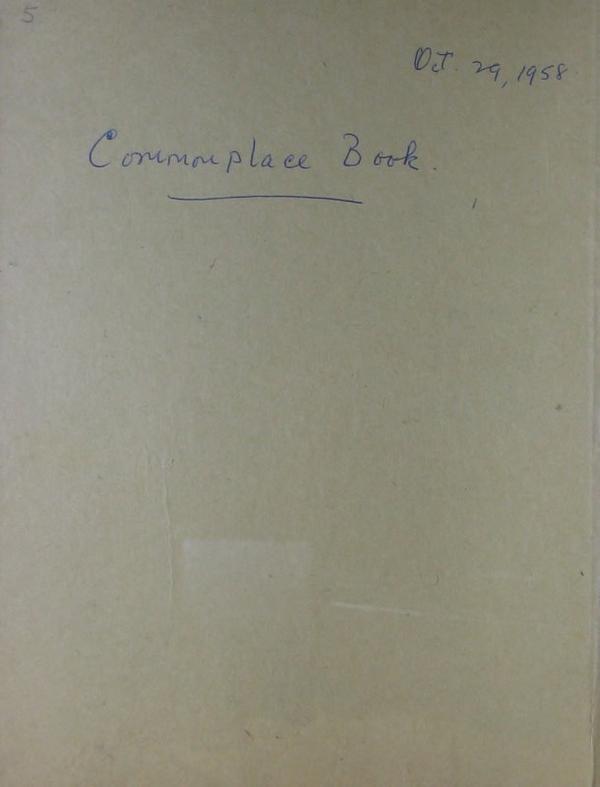 5
Oct. 29, 1958
Commonplace Book.